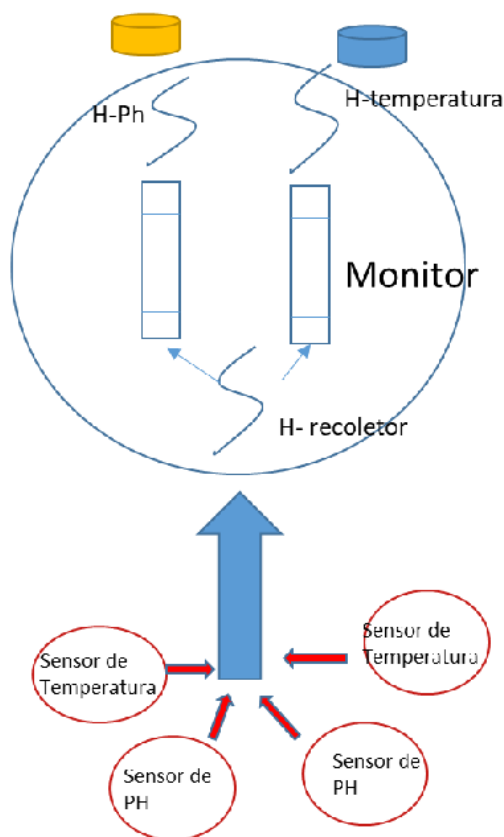 H-Ph
H-temperatura
Monitor
H- recoletor
Sensor de
Temperatura
Sensor de
Temperatura
Sensor de
PH
Sensor de
PH